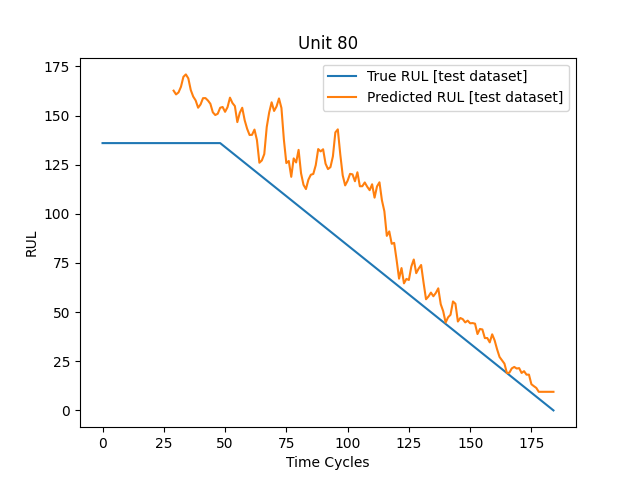 Unit 80
True RUL [test dataset]
Predicted RUL [test dataset]
175
150
125
100
75
50
25
0
RUL
0 25 50 75 100 125 150 175
Time Cycles